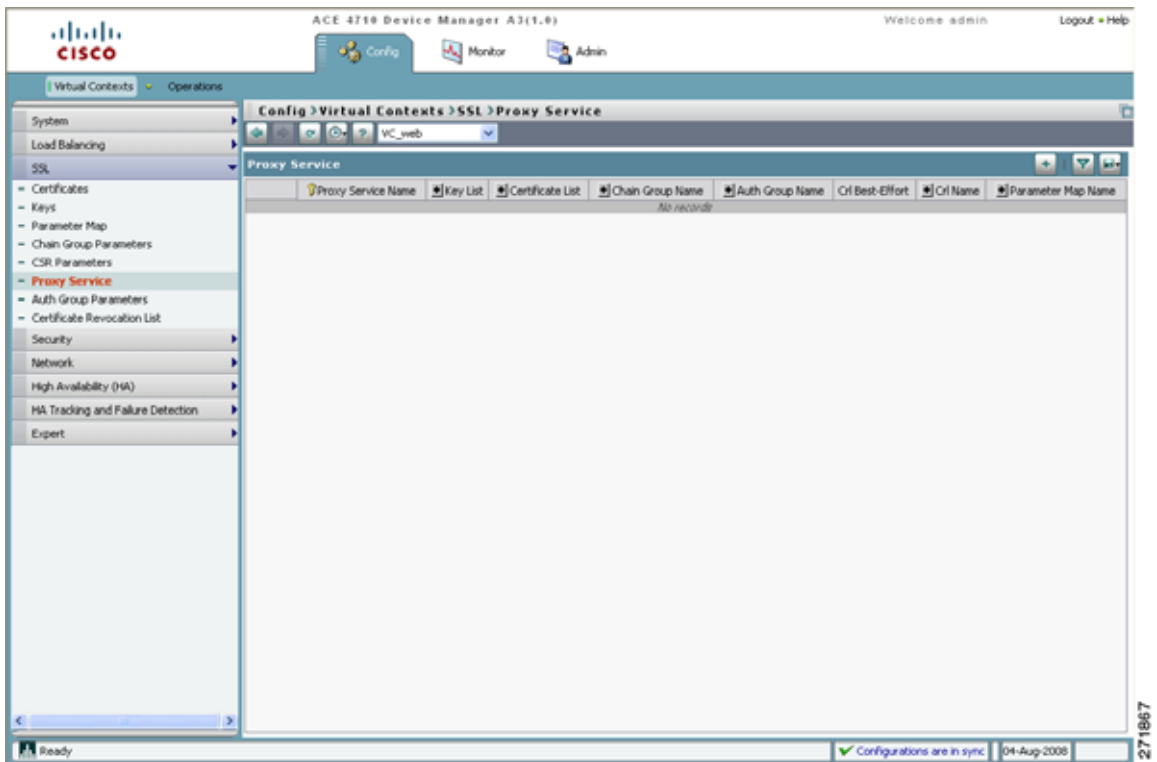 ACE 4710 Device Manager A3(1.0)
Welcome admin
Logout Help
CISCO
Config
Monitor
Admin
Virtual Contexts
Operations
Config > Virtual Contexts > SSL > Proxy Service
VC_web
System
Load Balancing
SSL
Certificates
Keys
Parameter Map
Chain Group Parameters
CSR Parameters
Proxy Service
Auth Group Parameters
Certificate Revocation List
Security
Network
High Availability (HA)
HA Tracking and Failure Detection
Expert
Proxy Service
Proxy Service Name Key List Certificate List Chain Group Name Auth Group Name Crl Best-Effort Crl Name Parameter Map Name
No records
Ready
Configurations are in sync
04-Aug-2008
271867